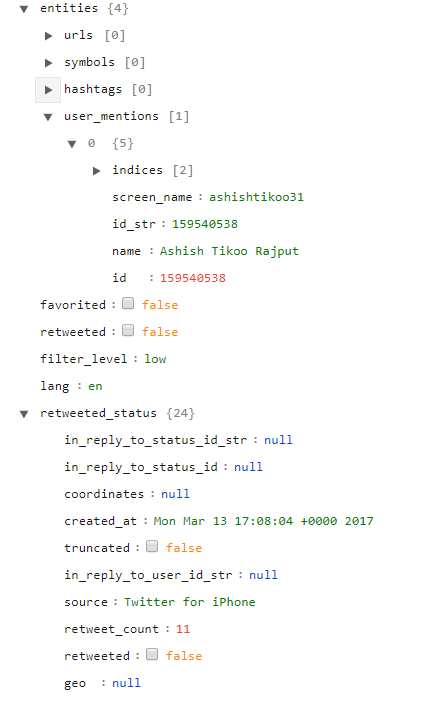 entities {4}
urls [0]
symbols [0]
hashtags [0]
user_mentions [1]
0 {5}
indices [2]
screen_name : ashishtikoo31
id_str : 159540538
name : Ashish Tikoo Rajput
id : 159540538
favorited : false
retweeted : false
filter_level : low
lang : en
retweeted_status {24}
in_reply_to_status_id_str : null
in_reply_to_status_id : null
coordinates : null
created_at : Mon Mar 13 17:08:04 +0000 2017
truncated : false
in_reply_to_user_id_str : null
source : Twitter for iPhone
retweet_count : 11
retweeted : false
geo : null